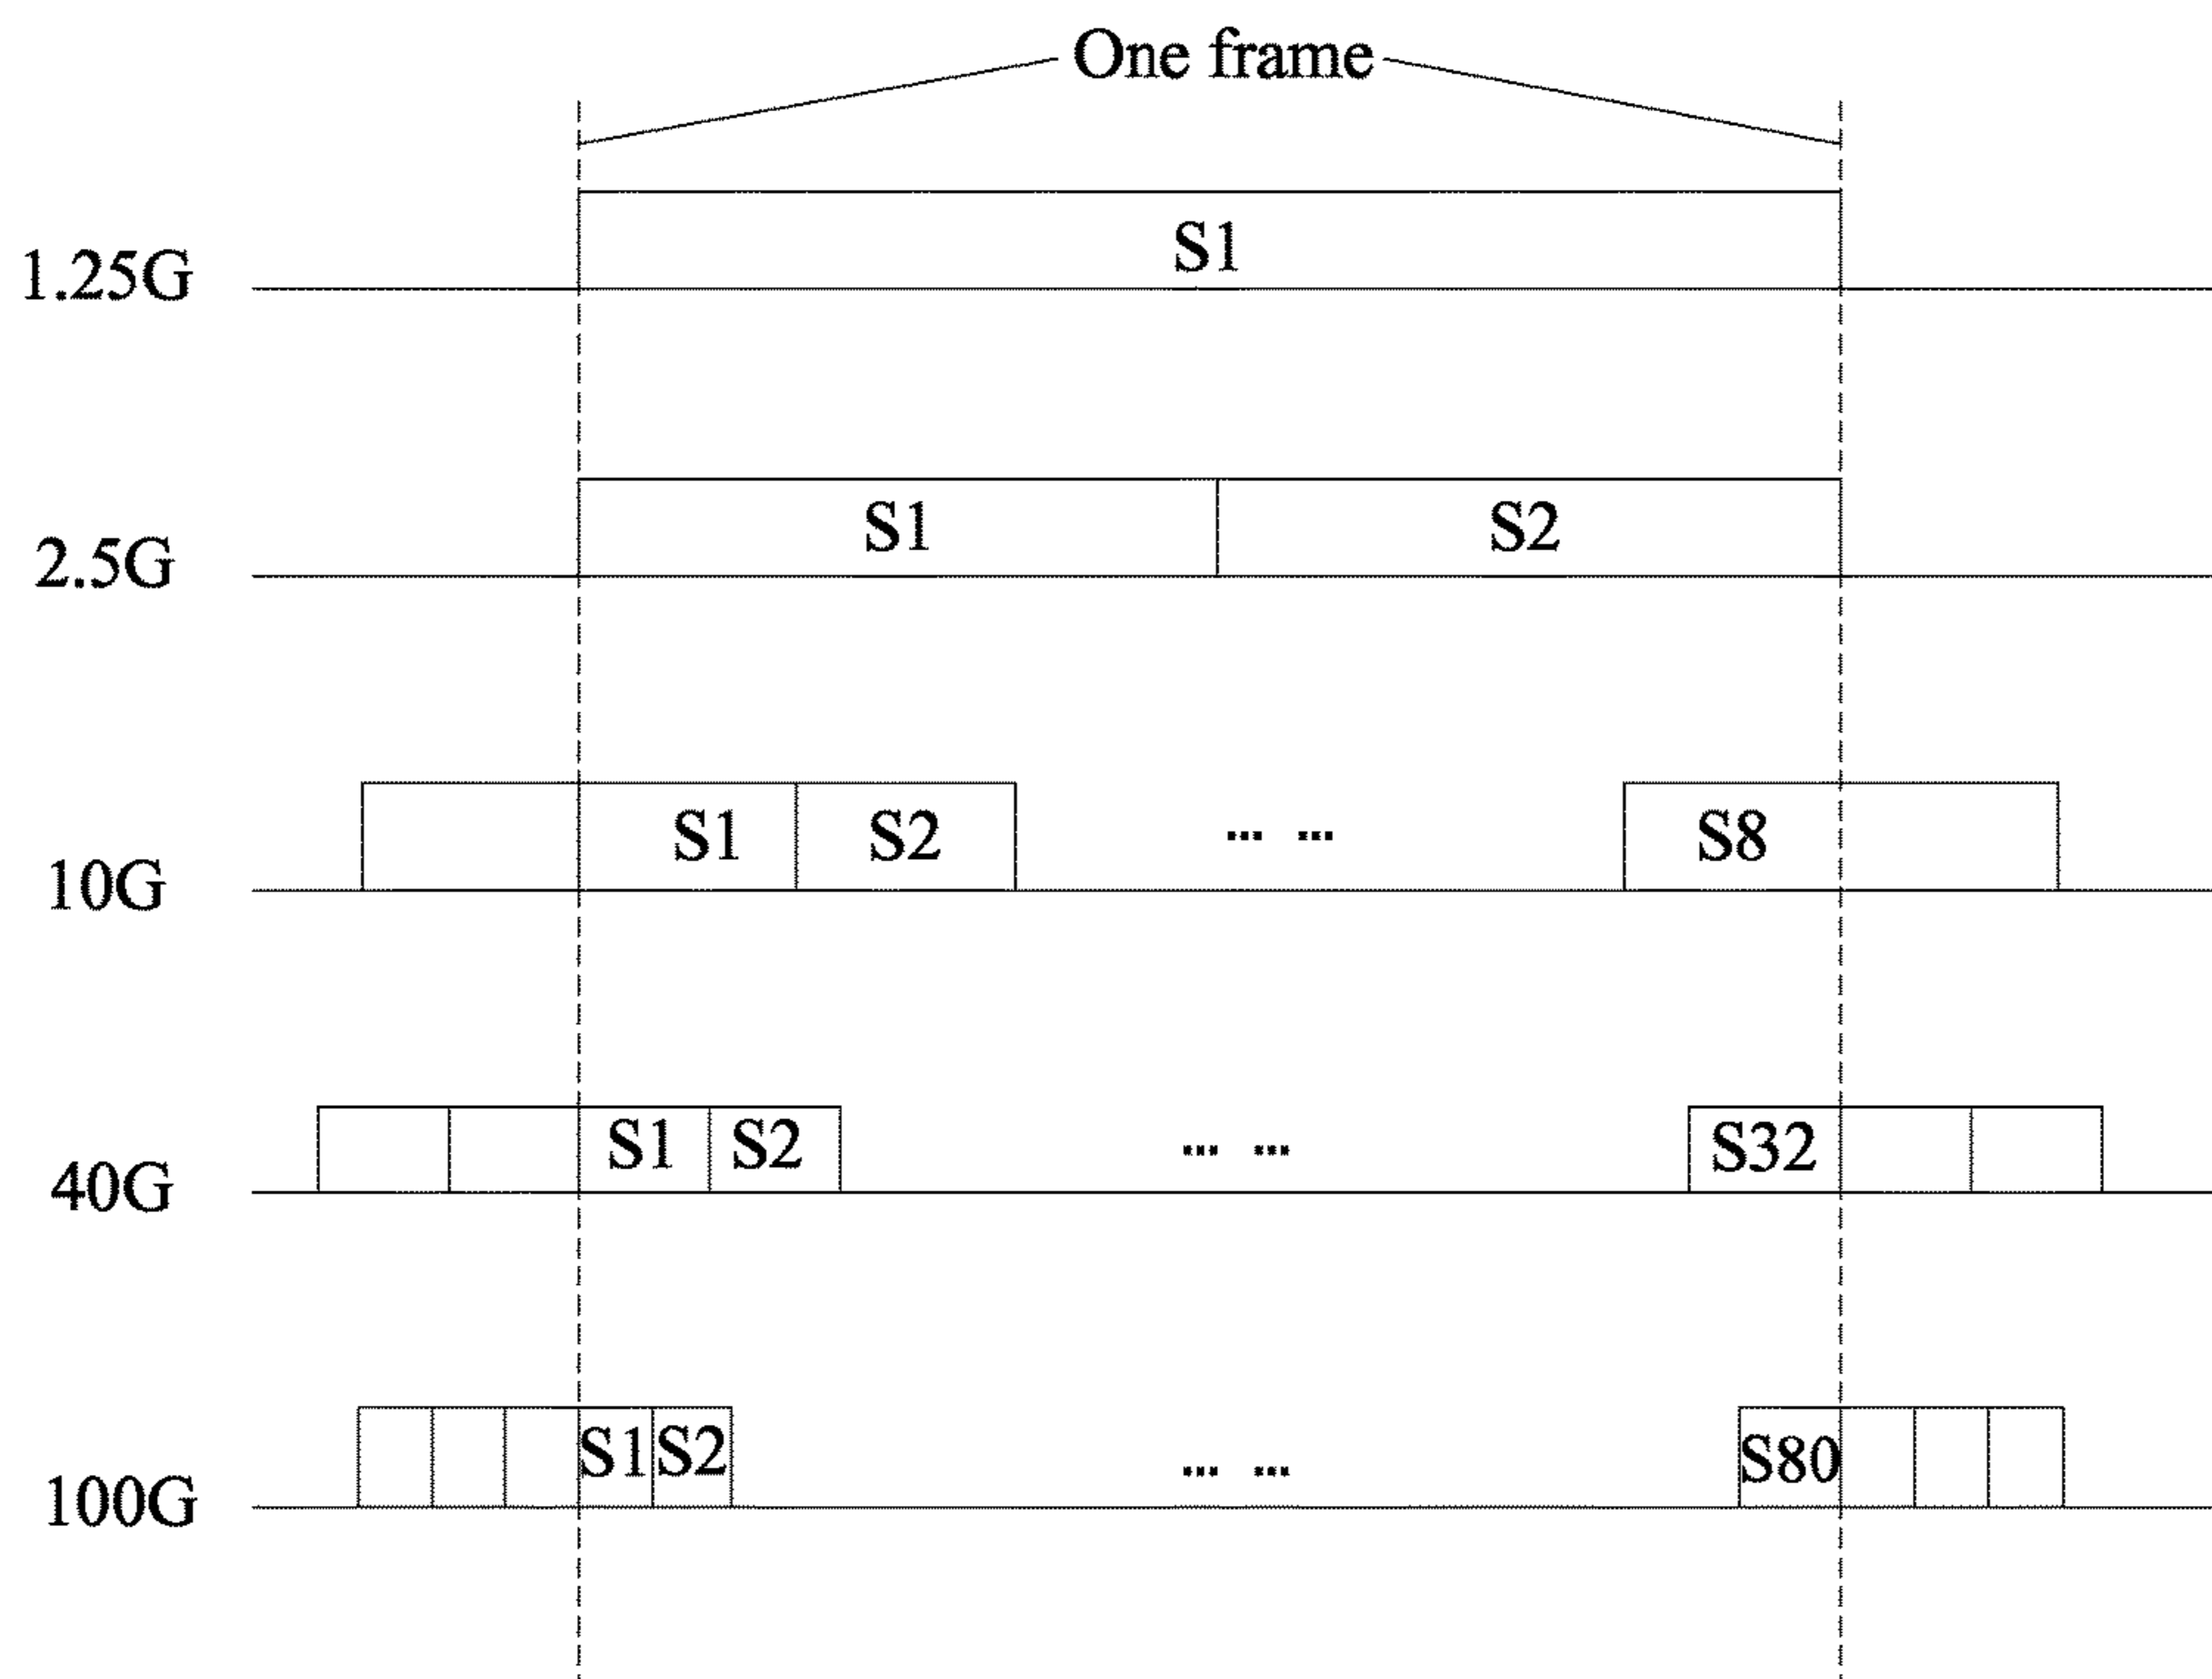 One frame
1.25G S1
2.5G S1 S2
10G S1 S2 ... ... S8
40G S1 S2 ... ... S32
100G S1 S2 ... ... S80